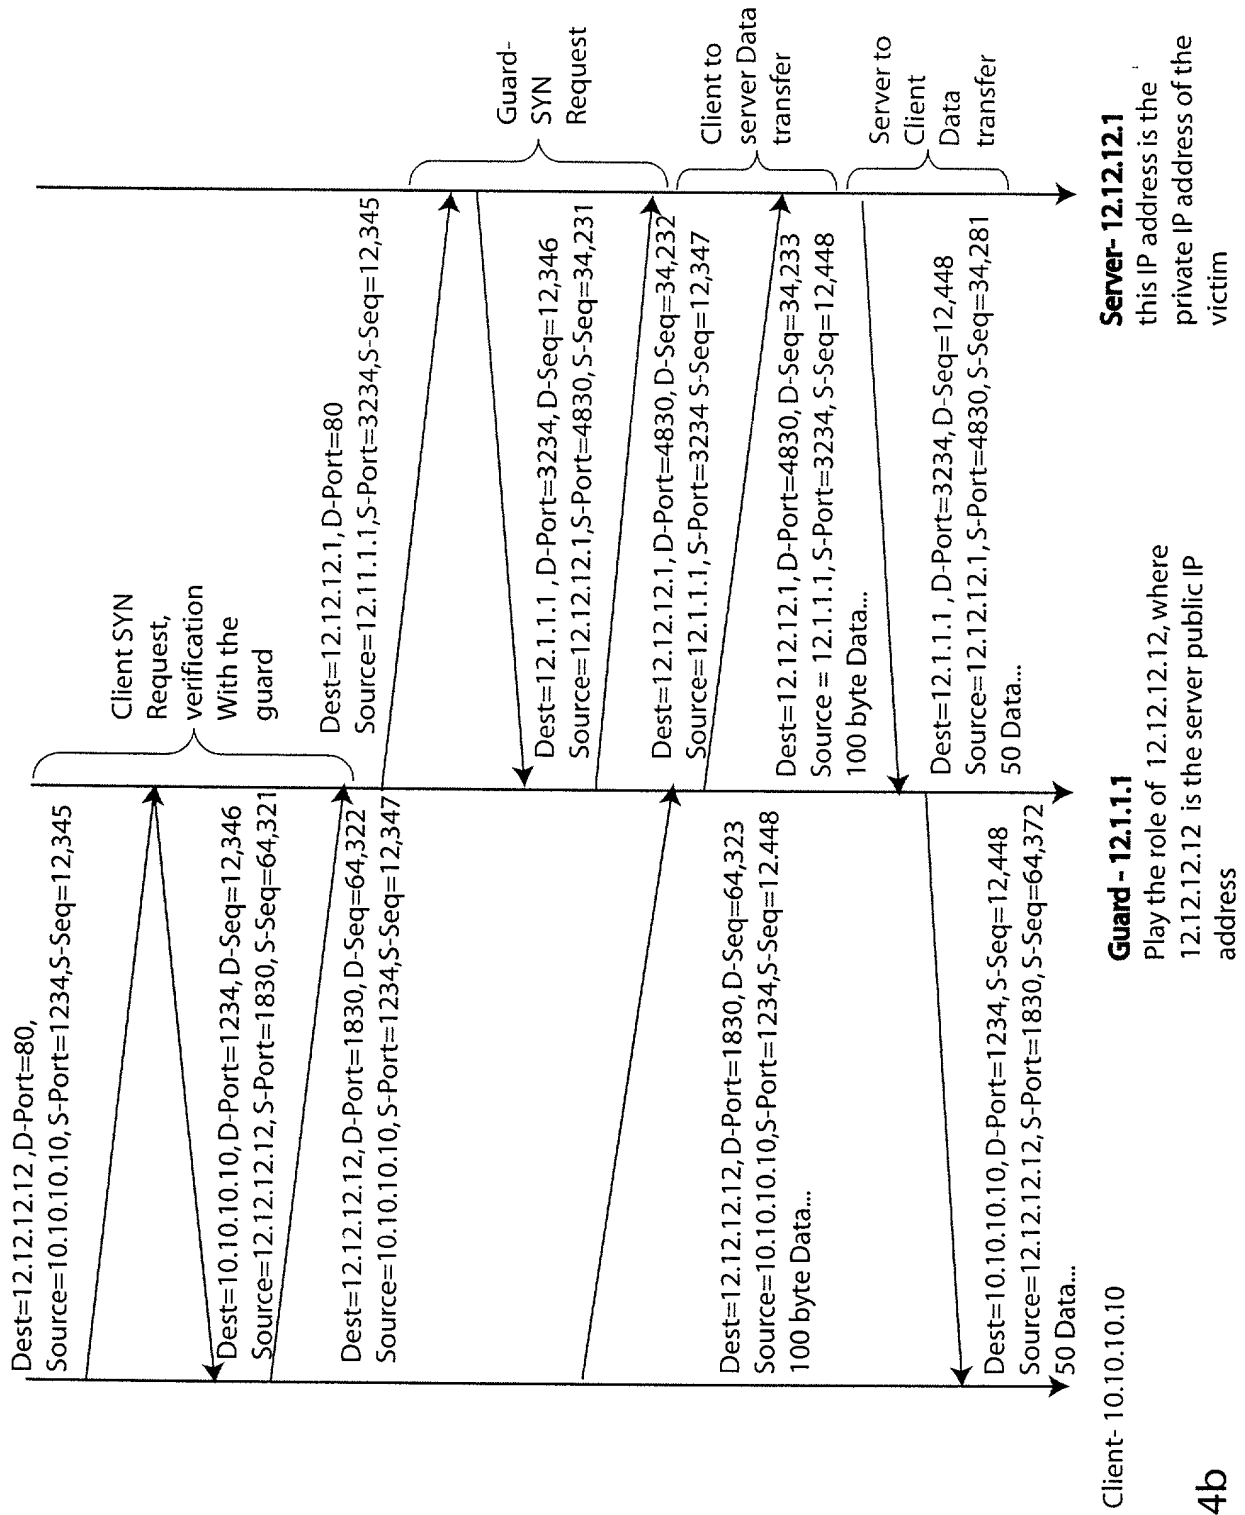 Dest=12.12.12.12 ,D-Port=80,
Source=10.10.10.10, S-Port=1234,S-Seq=12,345
Client SYN
Request,
verification
With the
guard
Dest=10.10.10.10, D-Port=1234, D-Seq=12,346
Source=12.12.12.12, S-Port=1830, S-Seq=64,321
Dest=12.12.12.12, D-Port=1830, D-Seq=64,322
Source=10.10.10.10, S-Port=1234,S-Seq=12,347
Dest=12.12.12.1, D-Port=80
Source=12.11.1.1,S-Port=3234,S-Seq=12,345
Guard-
SYN
Request
Dest=12.1.1.1 , D-Port=3234, D-Seq=12,346
Source=12.12.12.1,S-Port=4830, S-Seq=34,231
Dest=12.12.12.1, D-Port=4830, D-Seq=34,232
Source=12.1.1.1, S-Port=3234 S-Seq=12,347
Client to
server Data
transfer
Dest=12.12.12.12, D-Port=1830, D-Seq=64,323
Source=10.10.10.10,S-Port=1234,S-Seq=12.448
100 byte Data...
Dest=12.12.12.1, D-Port=4830, D-Seq=34,233
Source = 12.1.1.1, S-Port=3234, S-Seq=12,448
100 byte Data...
Server to
Client
Data
transfer
Dest=12.1.11.1 , D-Port=3234, D-Seq=12,448
Source=12.12.12.1, S-Port=4830, S-Seq=34,281
50 Data...
Dest=10.10.10.10, D-Port=1234, S-Seq=12,448
Source=12.12.12.12, S-Port=1830, S-Seq=64,372
50 Data...
Client- 10.10.10.10
Guard - 12.1.1.1
Play the role of 12.12.12.12, where
12.12.12.12 is the server public IP
address
Server- 12.12.12.1
this IP address is the
private IP address of the
victim
4b